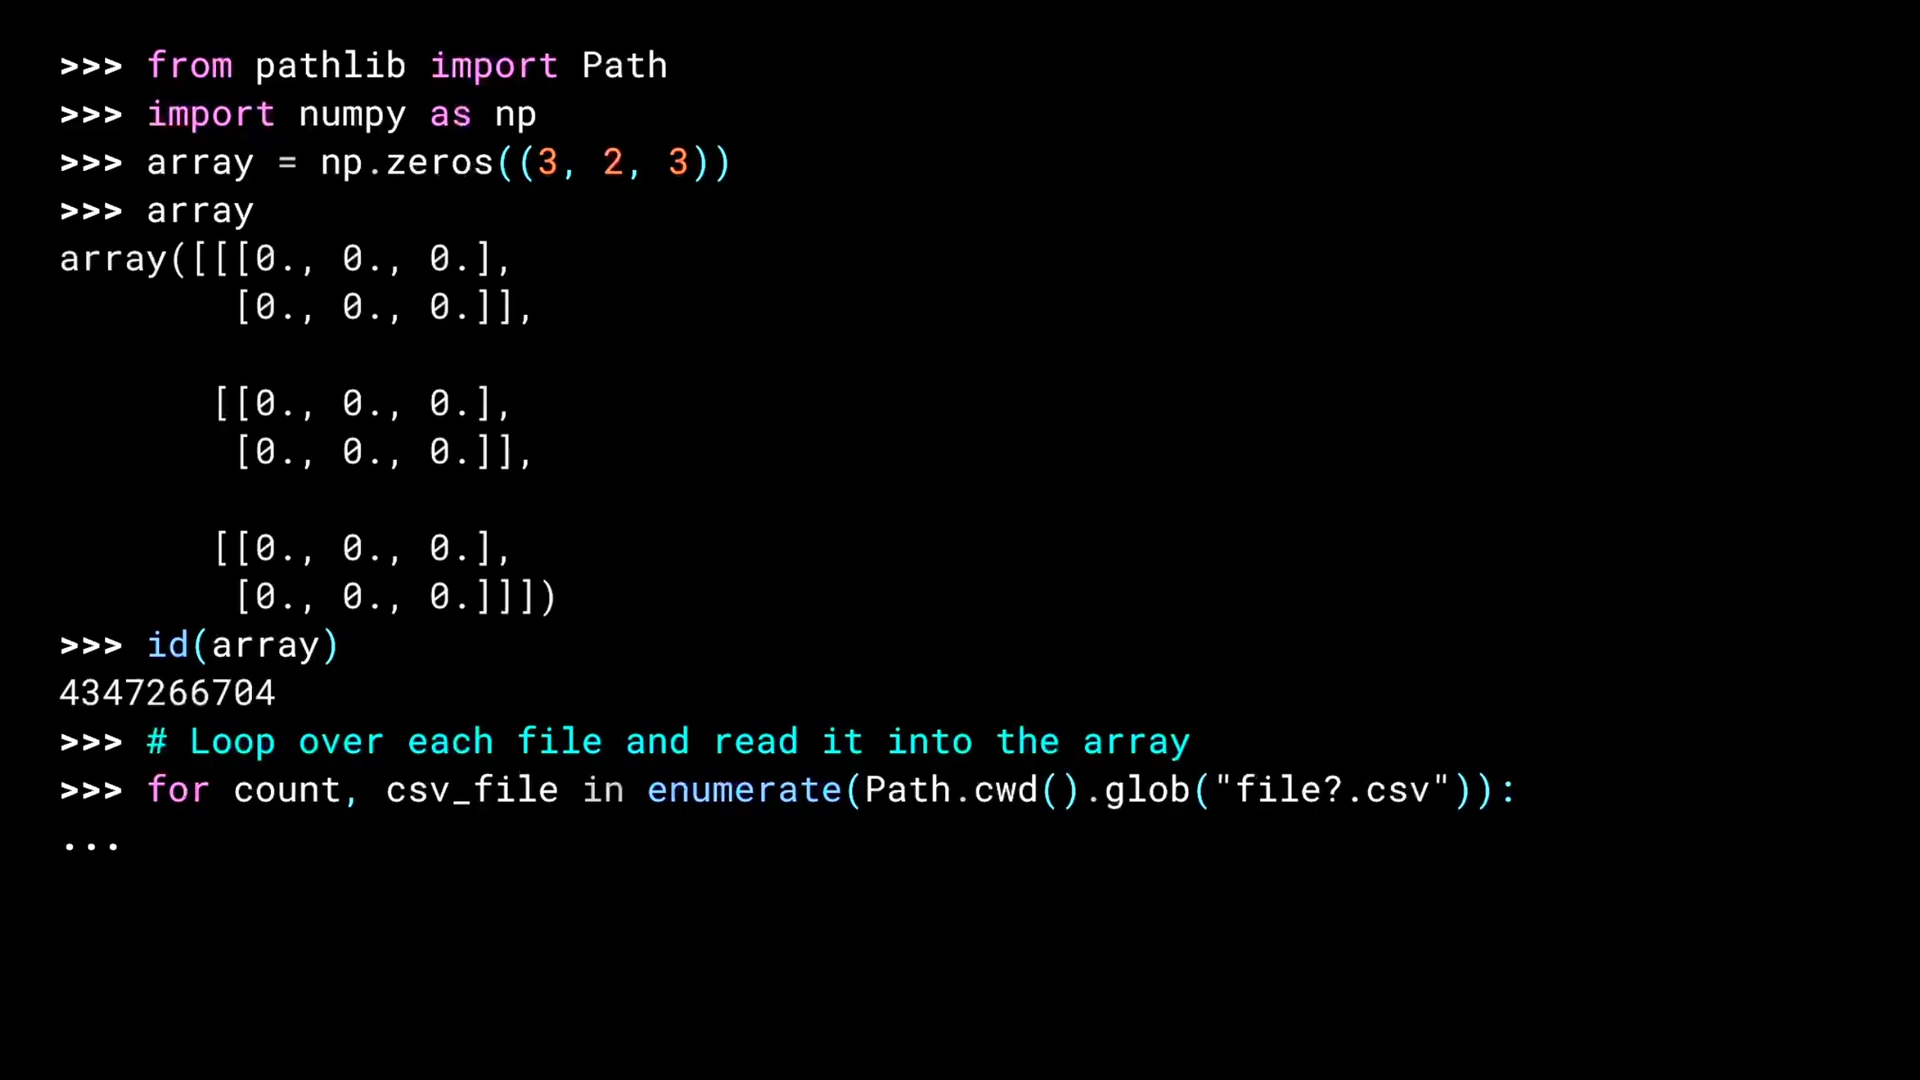 >>> from pathlib import Path
>>> import numpy as np
>>> array = np.zeros((3, 2, 3))
>>> array
array([[[0., 0., 0.],
        [0., 0., 0.]],

       [[0., 0., 0.],
        [0., 0., 0.]],

       [[0., 0., 0.],
        [0., 0., 0.]]])
>>> id(array)
4347266704
>>> # Loop over each file and read it into the array
>>> for count, csv_file in enumerate(Path.cwd().glob("file?.csv")):
...